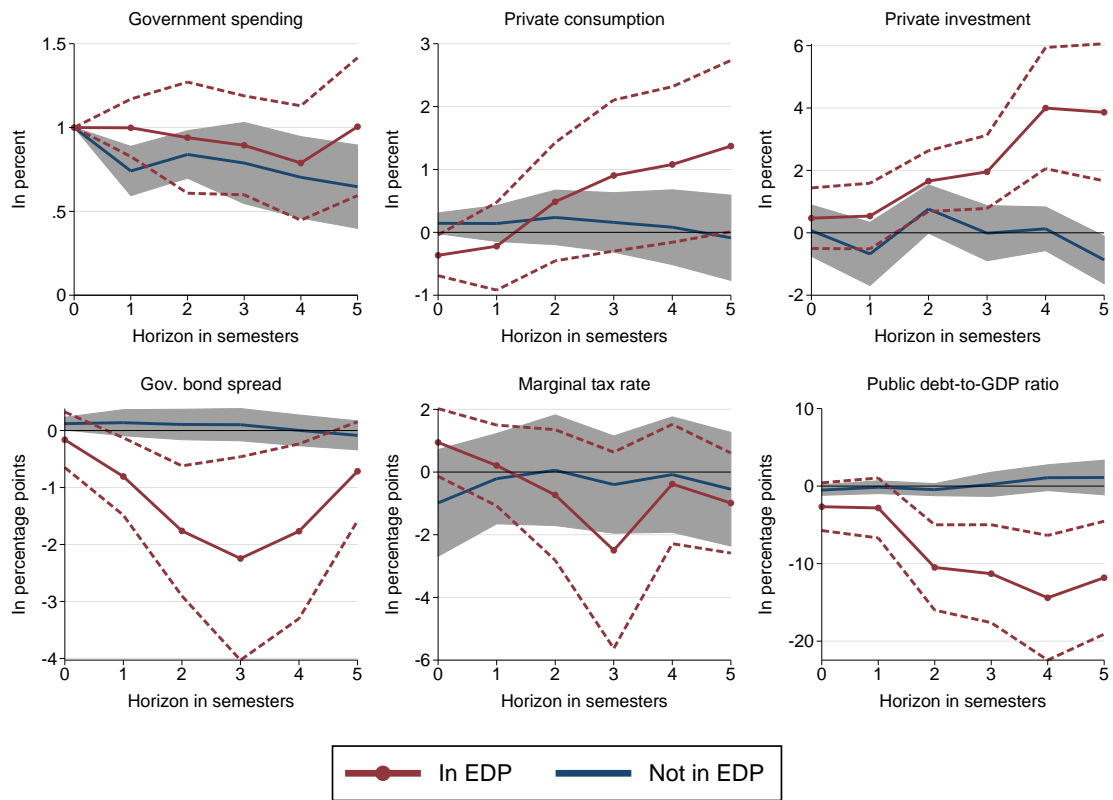 Government spending
In percent
1.5
1
.5
0
0 1 2 3 4 5
Horizon in semesters
Private consumption
In percent
3
2
1
0
-1
0 1 2 3 4 5
Horizon in semesters
Private investment
In percent
6
4
2
0
-2
0 1 2 3 4 5
Horizon in semesters
Gov. bond spread
In percentage points
0
-1
-2
-3
-4
0 1 2 3 4 5
Horizon in semesters
Marginal tax rate
In percentage points
2
0
-2
-4
-6
0 1 2 3 4 5
Horizon in semesters
Public debt-to-GDP ratio
In percentage points
10
0
-10
-20
0 1 2 3 4 5
Horizon in semesters
In EDP Not in EDP